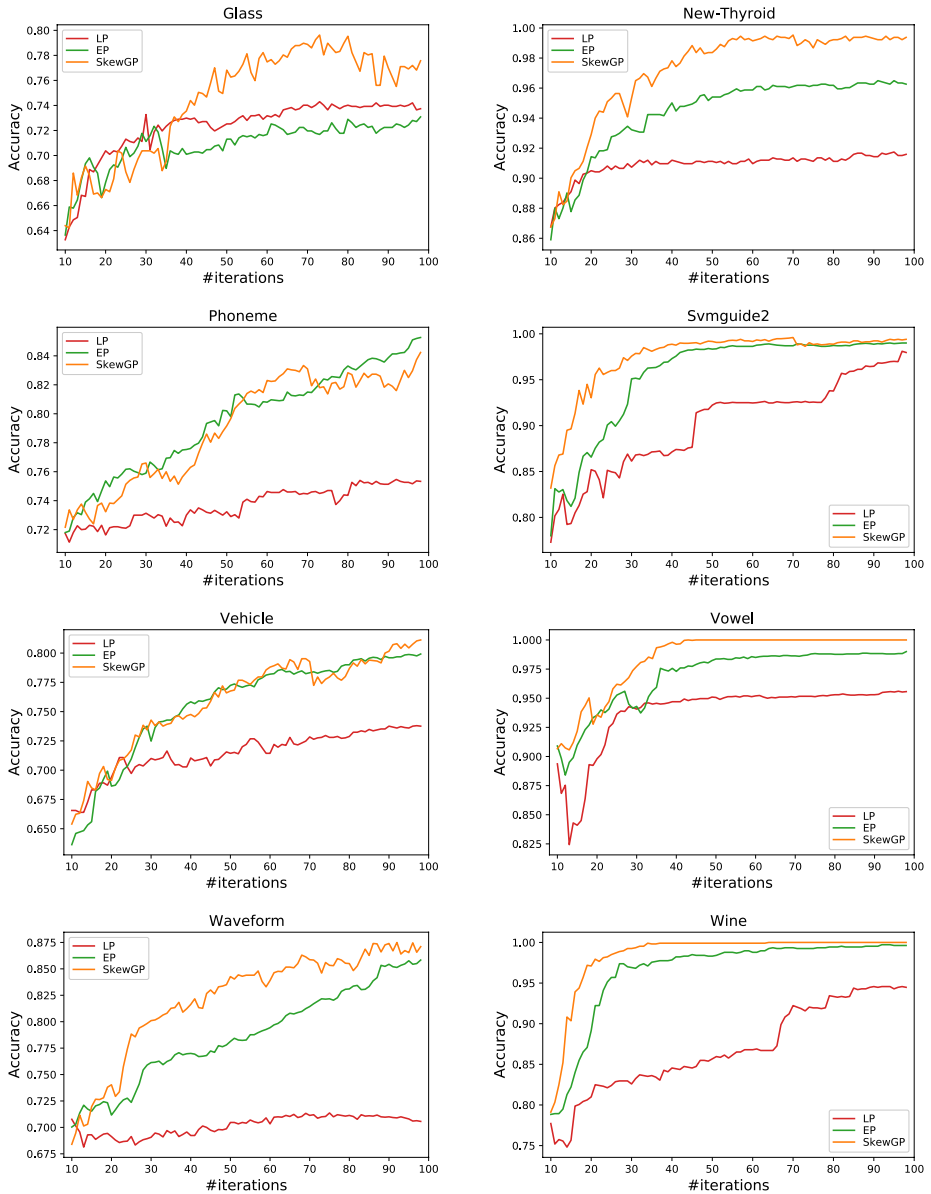 Glass
Accuracy
0.80
0.78
0.76
0.74
0.72
0.70
0.68
0.66
0.64
LP
EP
SkewGP
10 20 30 40 50 60 70 80 90 100
#iterations
New-Thyroid
Accuracy
1.00
0.98
0.96
0.94
0.92
0.90
0.88
0.86
LP
EP
SkewGP
10 20 30 40 50 60 70 80 90 100
#iterations
Phoneme
Accuracy
0.84
0.82
0.80
0.78
0.76
0.74
0.72
LP
EP
SkewGP
10 20 30 40 50 60 70 80 90 100
#iterations
Svmguide2
Accuracy
1.00
0.95
0.90
0.85
0.80
LP
EP
SkewGP
10 20 30 40 50 60 70 80 90 100
#iterations
Vehicle
Accuracy
0.800
0.775
0.750
0.725
0.700
0.675
0.650
LP
EP
SkewGP
10 20 30 40 50 60 70 80 90 100
#iterations
Vowel
Accuracy
1.000
0.975
0.950
0.925
0.900
0.875
0.850
0.825
LP
EP
SkewGP
10 20 30 40 50 60 70 80 90 100
#iterations
Waveform
Accuracy
0.875
0.850
0.825
0.800
0.775
0.750
0.725
0.700
0.675
LP
EP
SkewGP
10 20 30 40 50 60 70 80 90 100
#iterations
Wine
Accuracy
1.00
0.95
0.90
0.85
0.80
0.75
LP
EP
SkewGP
10 20 30 40 50 60 70 80 90 100
#iterations